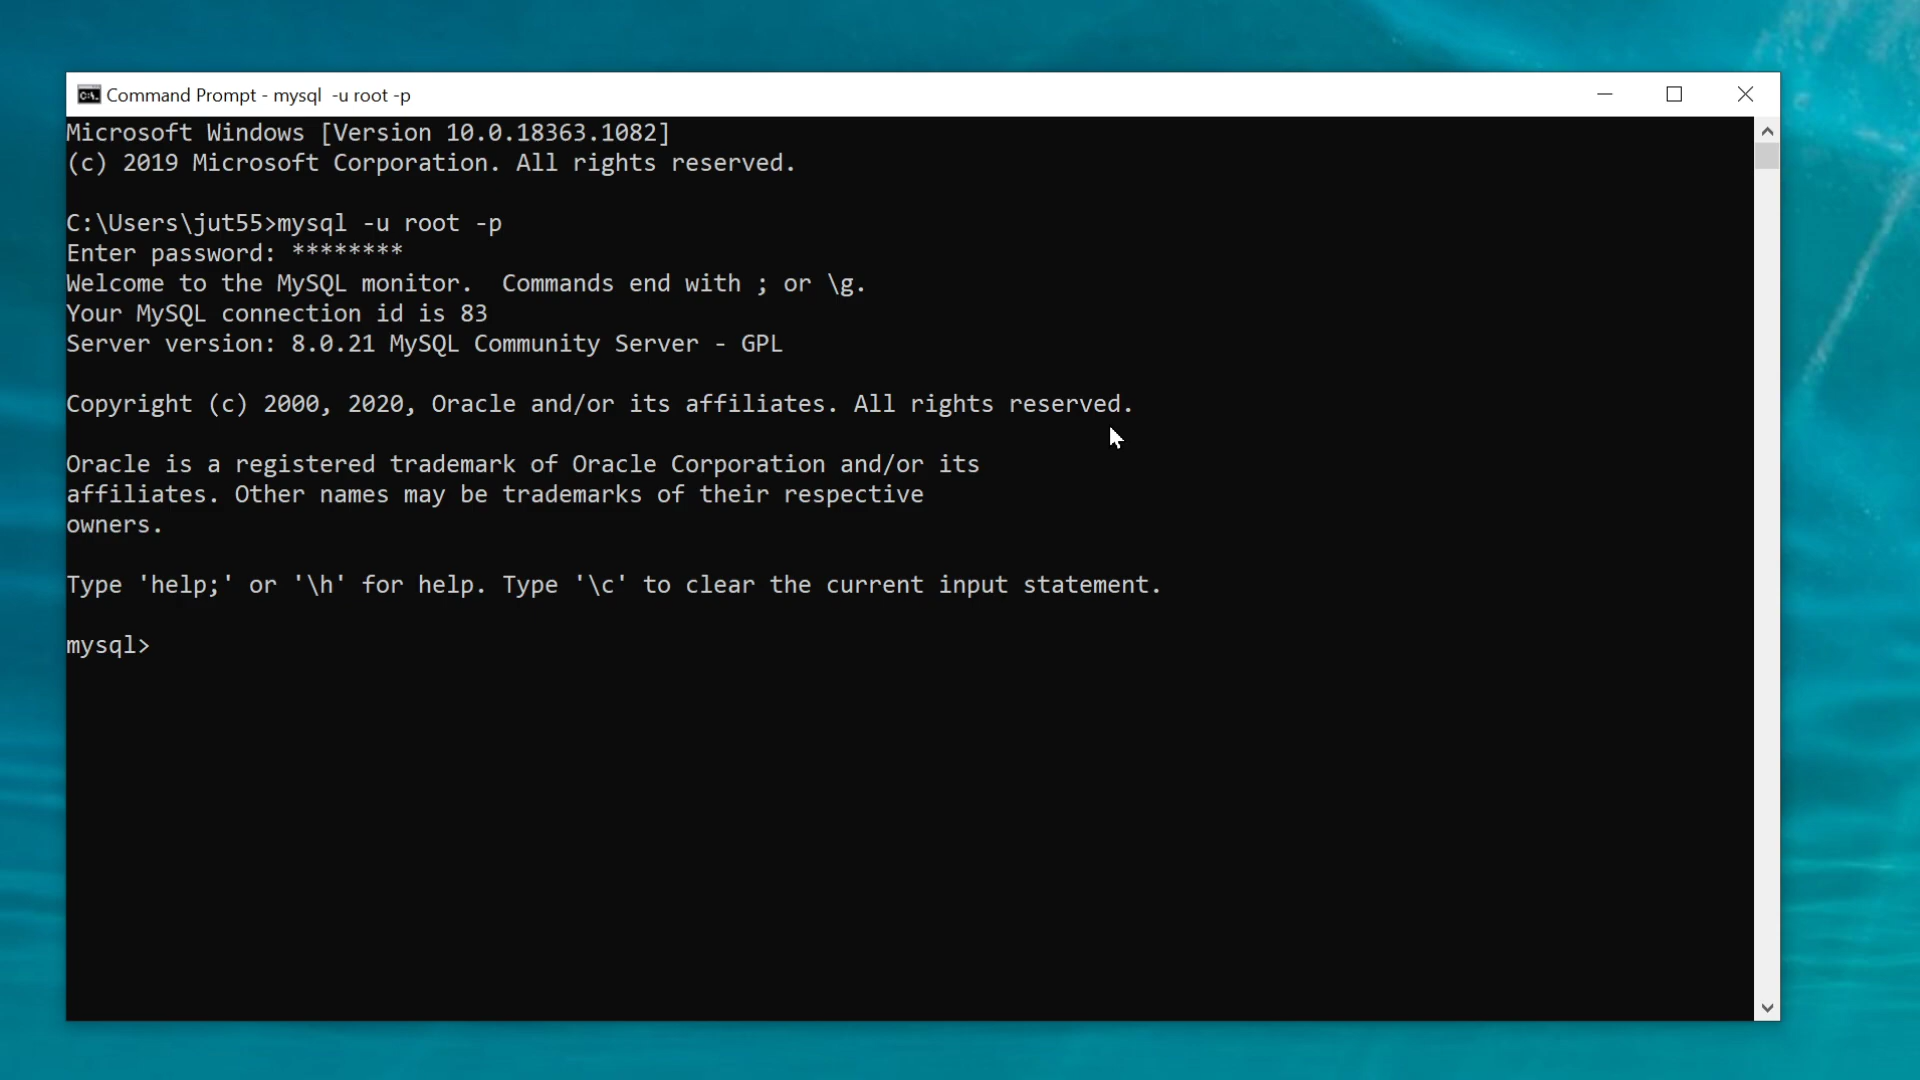 Command Prompt - mysql  -u root -p
Microsoft Windows [Version 10.0.18363.1082]
(c) 2019 Microsoft Corporation. All rights reserved.
C:\Users\jut55>mysql -u root -p
Enter password: ********
Welcome to the MySQL monitor.  Commands end with ; or \g.
Your MySQL connection id is 83
Server version: 8.0.21 MySQL Community Server - GPL
Copyright (c) 2000, 2020, Oracle and/or its affiliates. All rights reserved.
Oracle is a registered trademark of Oracle Corporation and/or its
affiliates. Other names may be trademarks of their respective
owners.
Type 'help;' or '\h' for help. Type '\c' to clear the current input statement.
mysql>